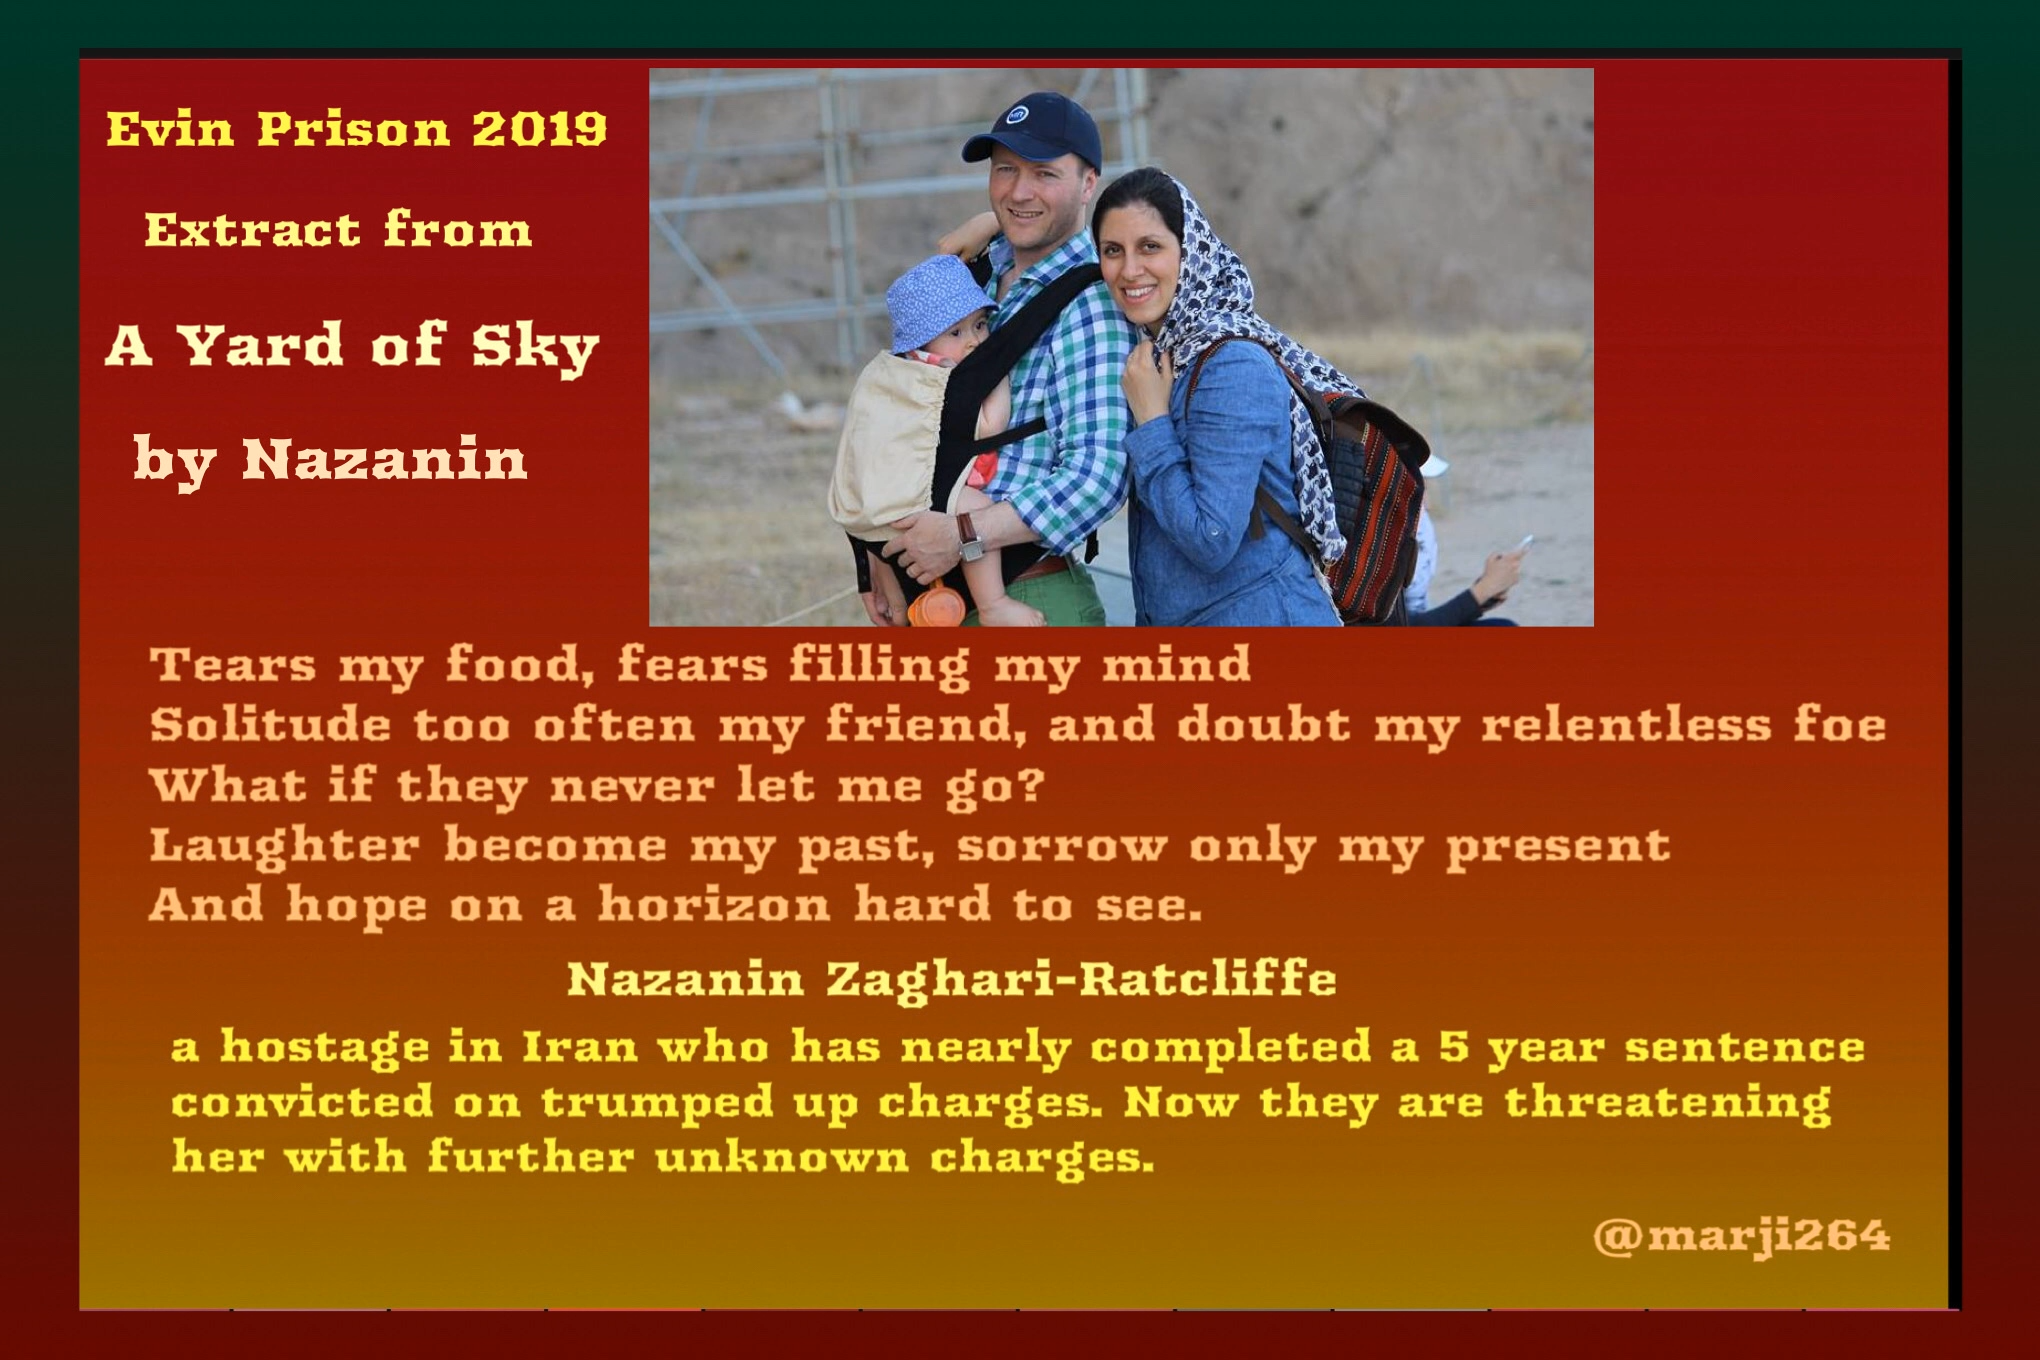 Evin Prison 2019
Extract from
A Yard of Sky
by Nazanin
Tears my food, fears filling my mind
Solitude too often my friend, and doubt my relentless foe
What if they never let me go?
Laughter become my past, sorrow only my present
And hope on a horizon hard to see.
Nazanin Zaghari-Ratcliffe
a hostage in Iran who has nearly completed a 5 year sentence
convicted on trumped up charges. Now they are threatening
her with further unknown charges.
@marji264